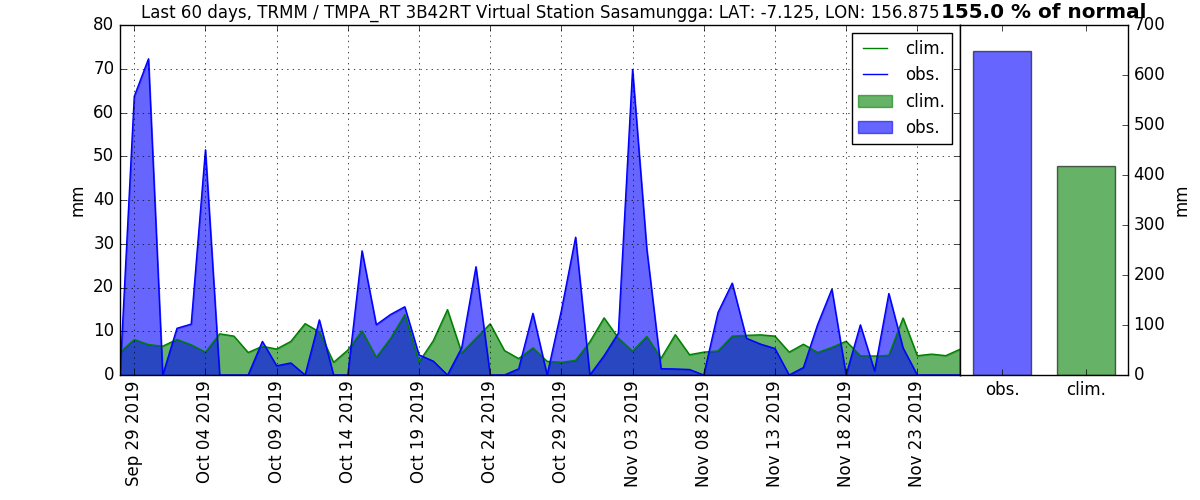 Last 60 days, TRMM / TMPA_RT 3B42RT Virtual Station Sasamungga: LAT: -7.125, LON: 156.875
155.0 % of normal
mm
80
70
60
50
40
30
20
10
0
clim.
obs.
clim.
obs.
700
600
500
400
300
200
100
0
mm
Sep 29 2019
Oct 04 2019
Oct 09 2019
Oct 14 2019
Oct 19 2019
Oct 24 2019
Oct 29 2019
Nov 03 2019
Nov 08 2019
Nov 13 2019
Nov 18 2019
Nov 23 2019
obs.
clim.